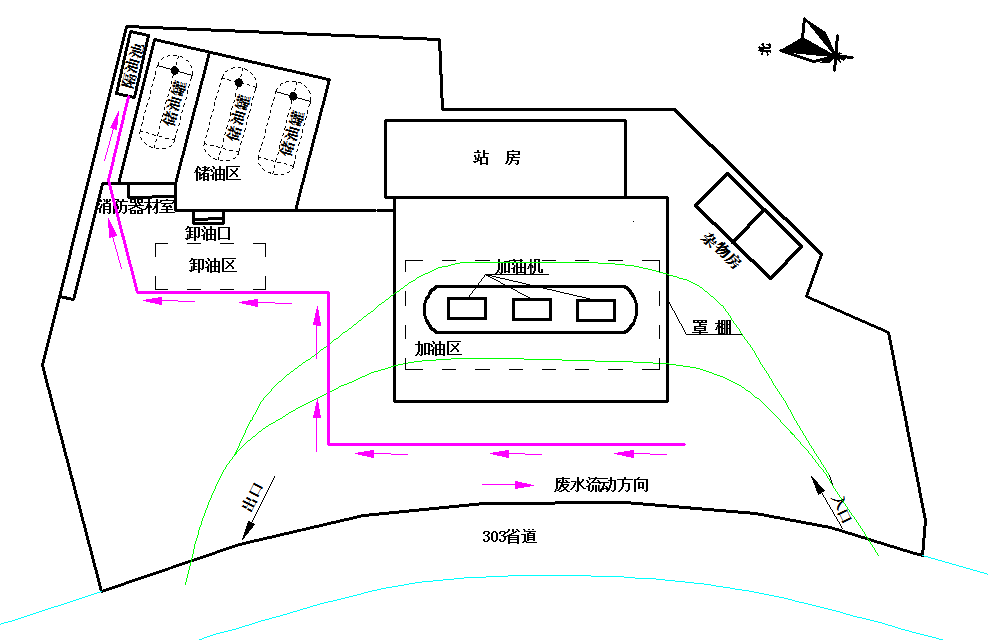 北
隔油池
储油罐
储油罐
储油罐
站 房
储油区
消防器材室
卸油口
卸油区
杂物房
加油机
罩 棚
加油区
出口
废水流动方向
入口
303省道